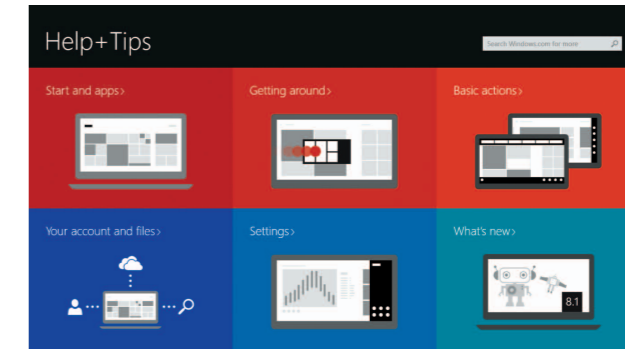 Help+Tips
Search Windows.com for more
Start and apps>
Getting around>
Basic actions>
Your account and files>
Settings>
What's new>
8.1